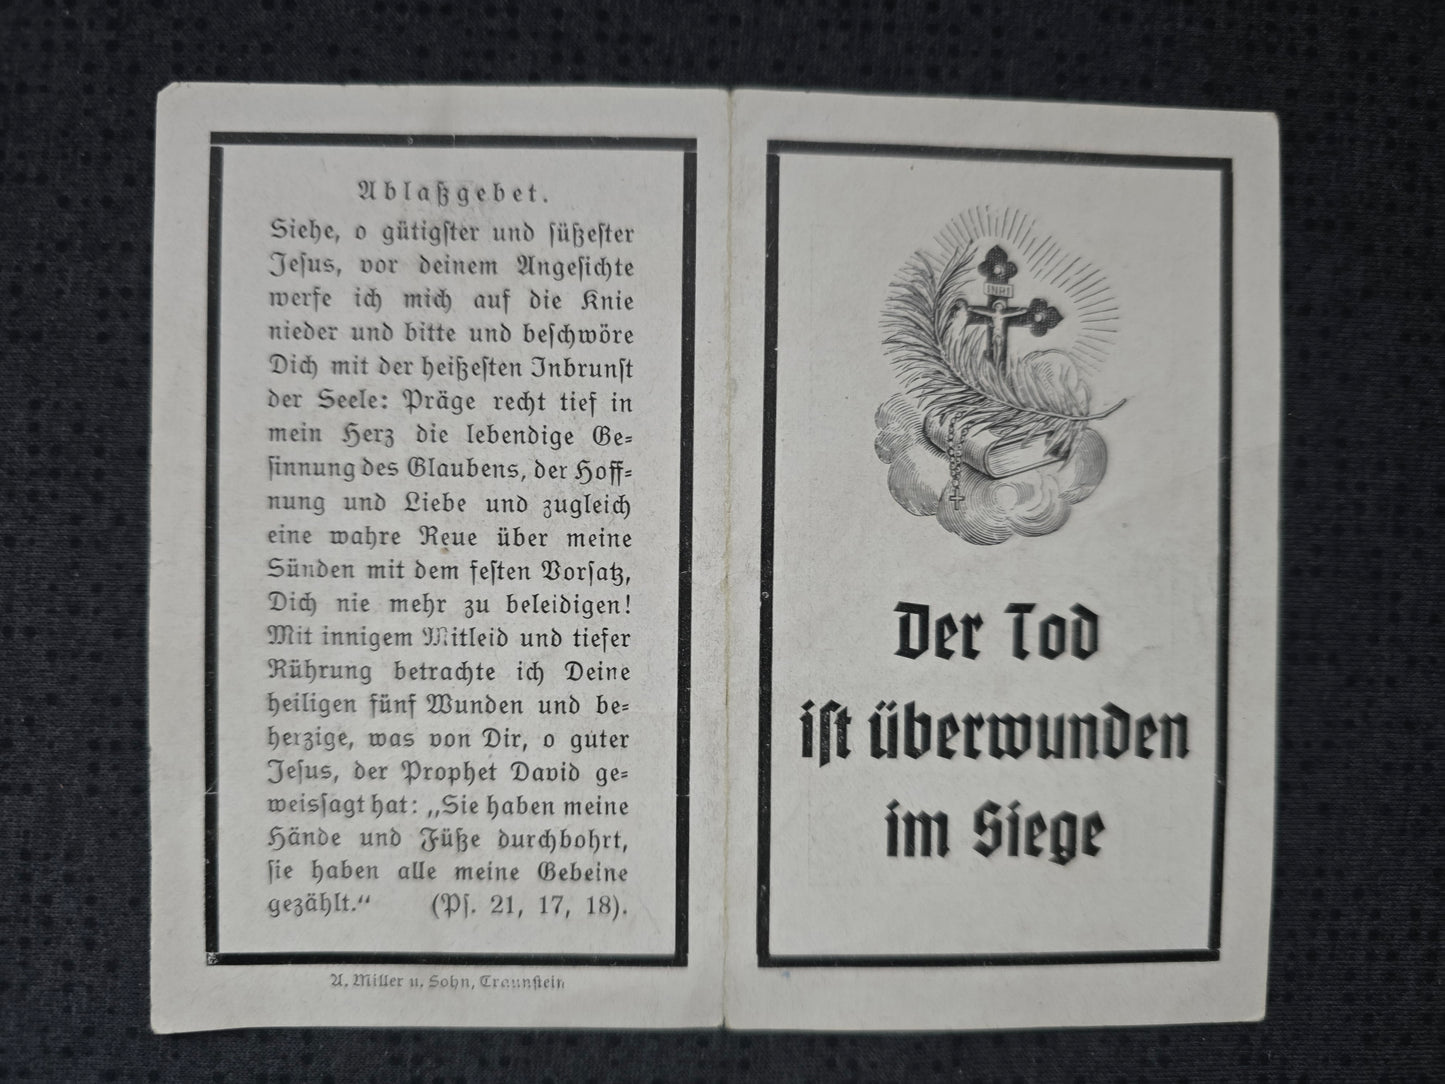 Ablaßgebet.
Siehe, o gütigster und süßester
Jesus, vor deinem Angesichte
werfe ich mich auf die Knie
nieder und bitte und beschwöre
Dich mit der heißesten Inbrunst
der Seele: Präge recht tief in
mein Herz die lebendige Ge-
sinnung des Glaubens, der Hoff-
nung und Liebe und zugleich
eine wahre Reue über meine
Sünden mit dem festen Vorsatz,
Dich nie mehr zu beleidigen!
Mit innigem Mitleid und tiefer
Rührung betrachte ich Deine
heiligen fünf Wunden und be-
herzige, was von Dir, o guter
Jesus, der Prophet David ge-
weissagt hat: „Sie haben meine
Hände und Füße durchbohrt,
sie haben alle meine Gebeine
gezählt.“ (Ps. 21, 17, 18).
A. Miller u. Sohn, Traunstein
INRI
Der Tod
ist überwunden
im Siege